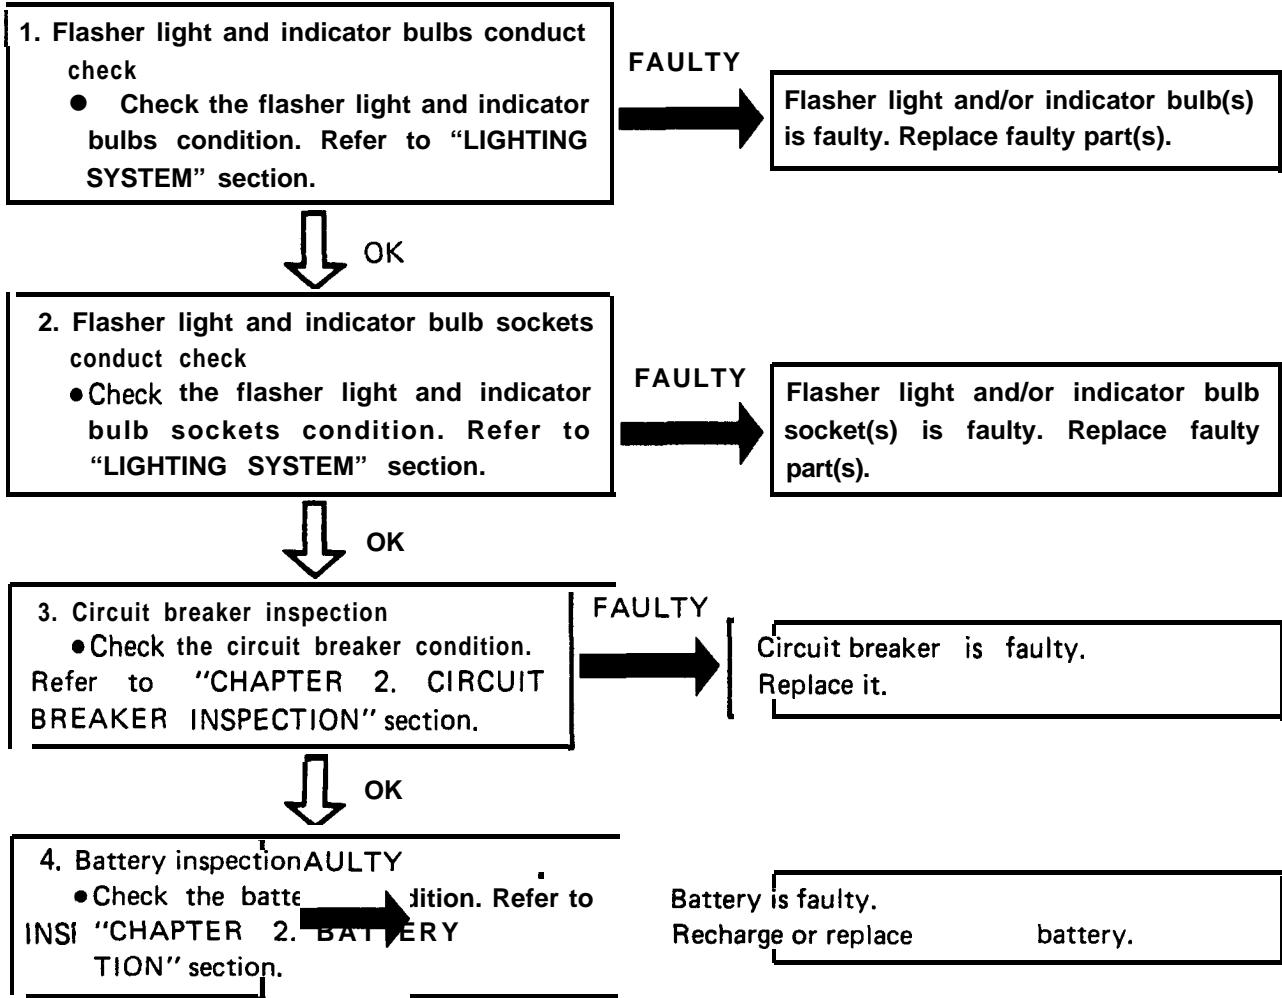 1. Flasher light and indicator bulbs conduct
check
● Check the flasher light and indicator
bulbs condition. Refer to “LIGHTING
SYSTEM” section.
FAULTY
Flasher light and/or indicator bulb(s)
is faulty. Replace faulty part(s).
OK
2. Flasher light and indicator bulb sockets
conduct check
● Check the flasher light and indicator
bulb sockets condition. Refer to
“LIGHTING SYSTEM” section.
FAULTY
Flasher light and/or indicator bulb
socket(s) is faulty. Replace faulty
part(s).
OK
3. Circuit breaker inspection
● Check the circuit breaker condition.
Refer to "CHAPTER 2. CIRCUIT
BREAKER INSPECTION" section.
FAULTY
Circuit breaker is faulty.
Replace it.
OK
4. Battery inspection
AULTY
● Check the batte dition. Refer to
INSI "CHAPTER 2. BATTERY
TION" section.
Battery is faulty.
Recharge or replace battery.